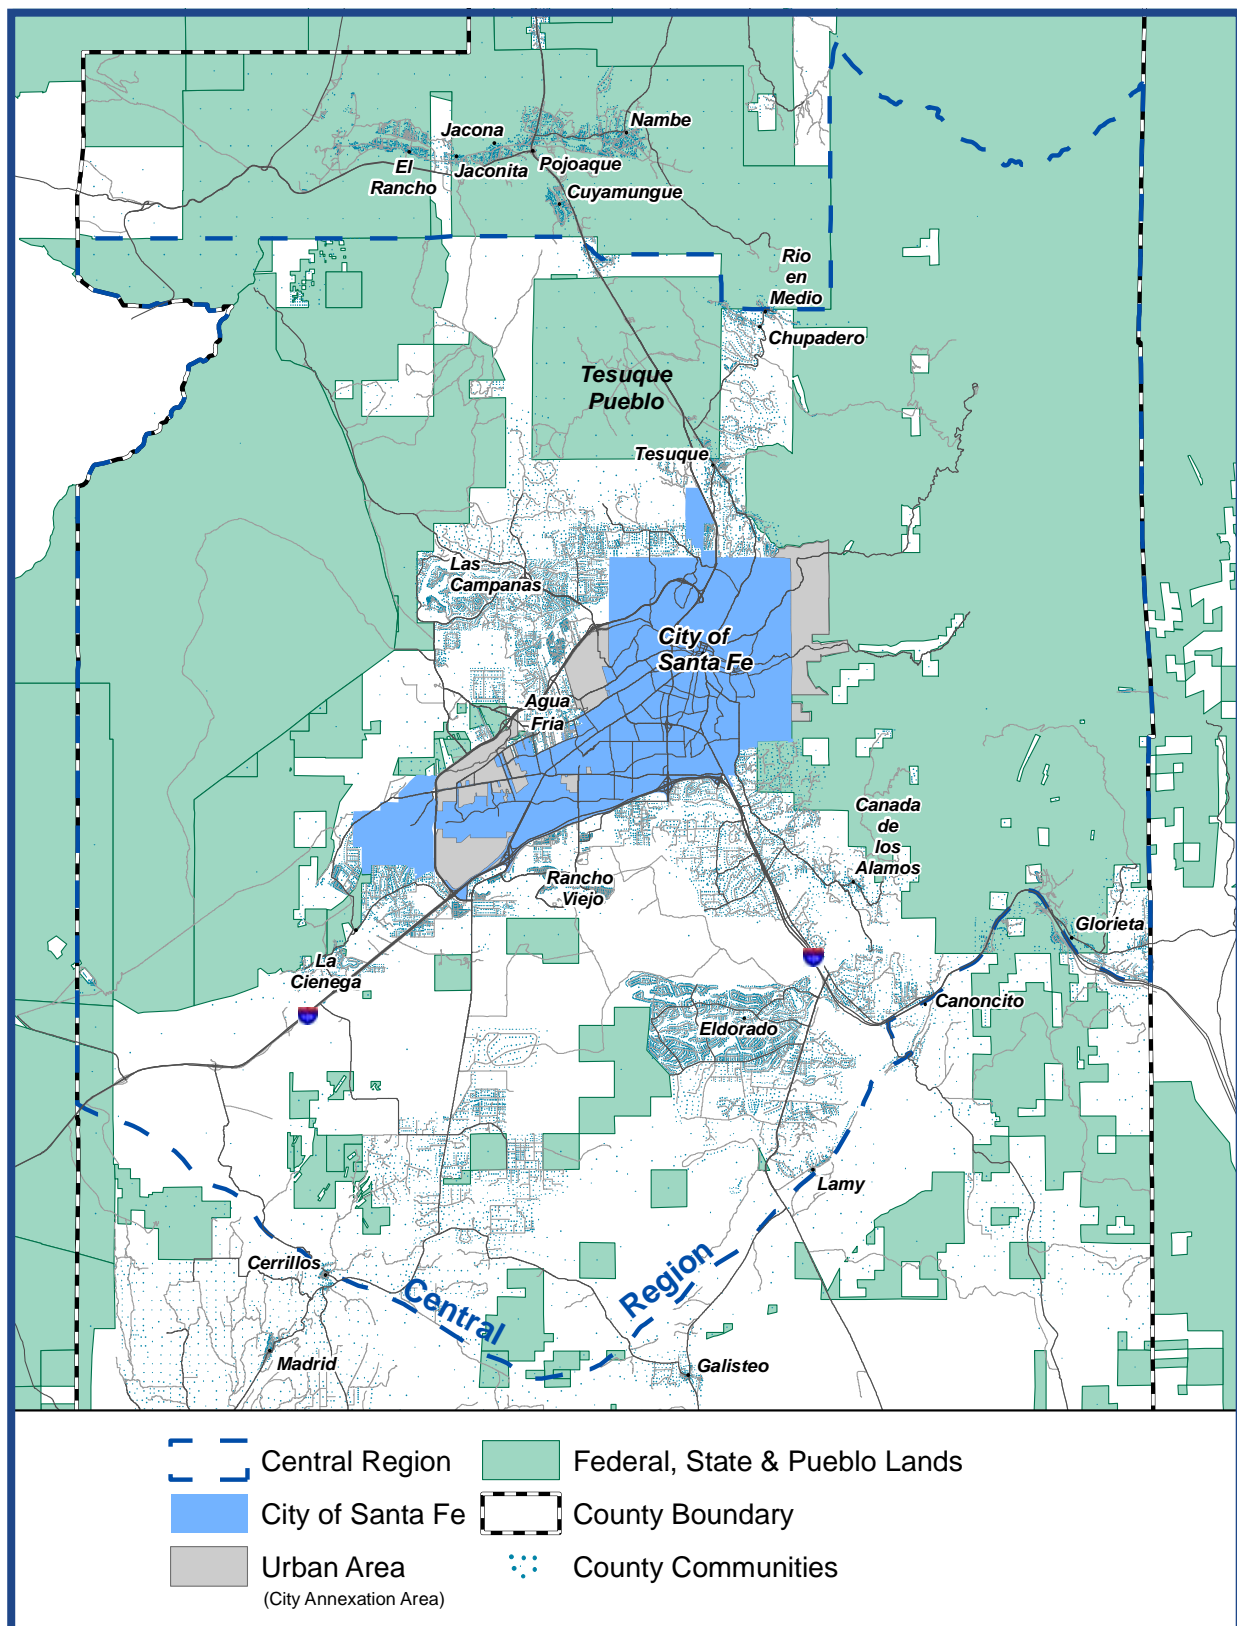 Nambe
Jacona
El
Rancho
Jaconita
Pojoaque
Cuyamungue
Rio
en
Medio
Chupadero
Tesuque
Pueblo
Tesuque
Las
Campanas
City of
Santa Fe
Agua
Fria
Canada
de
los
Alamos
Rancho
Viejo
Glorieta
La
Cienega
Canoncito
Eldorado
Lamy
Cerrillos
Central
Region
Madrid
Galisteo
Central Region
Federal, State & Pueblo Lands
City of Santa Fe
County Boundary
Urban Area
(City Annexation Area)
County Communities